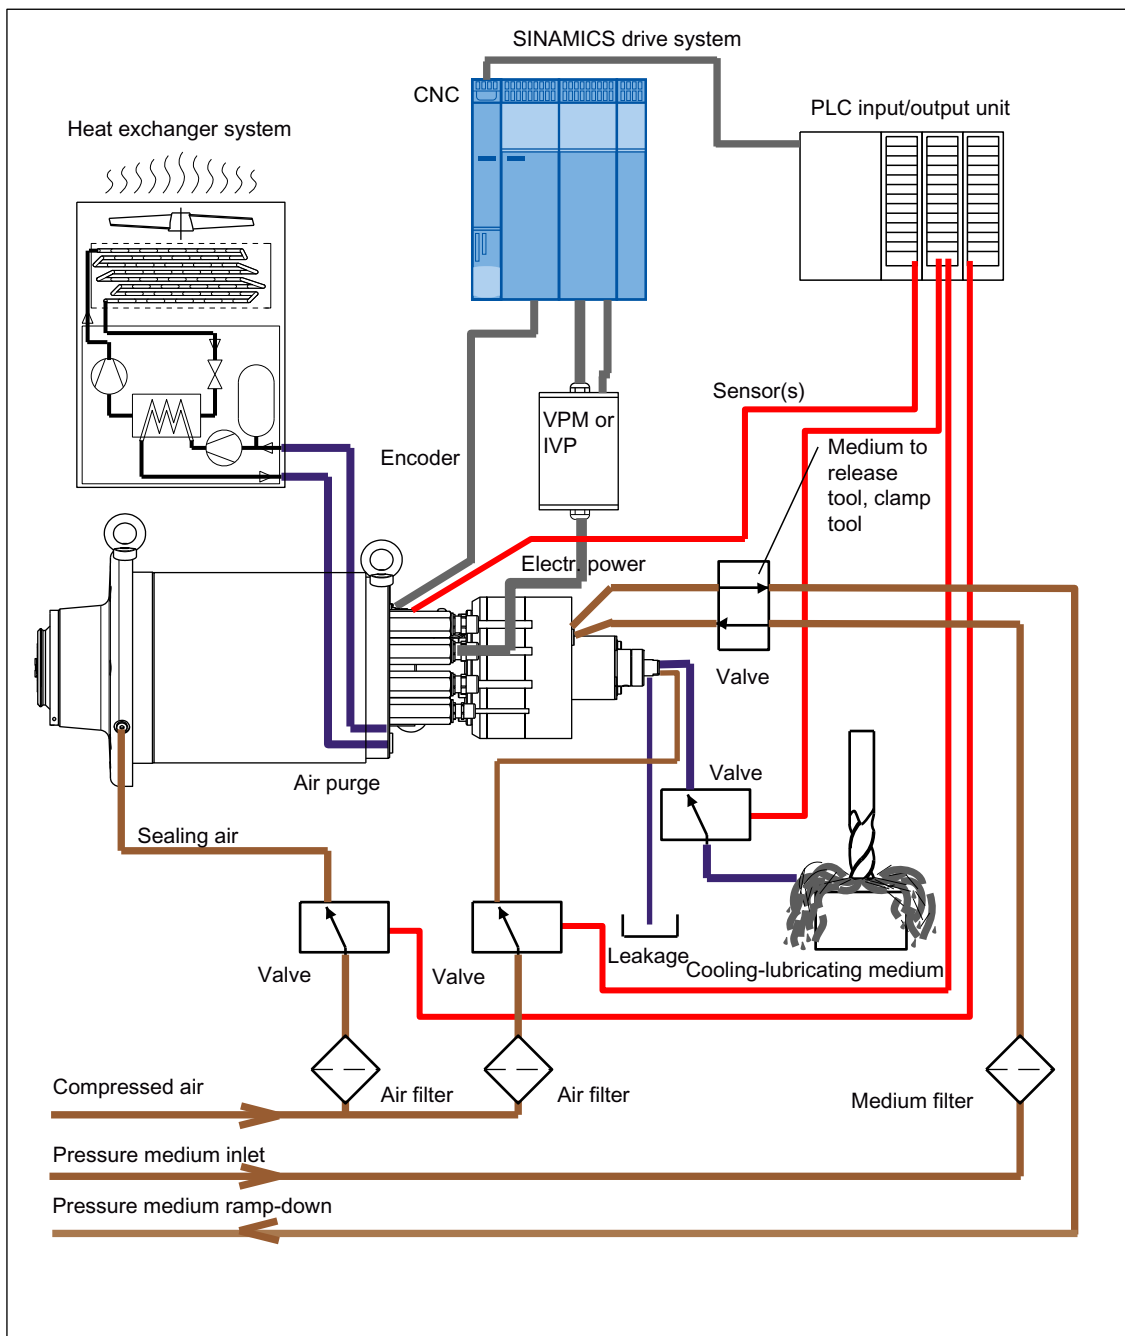 SINAMICS drive system
CNC
PLC input/output unit
Heat exchanger system
Sensor(s)
VPM or
IVP
Encoder
Medium to
release
tool, clamp
tool
Electr. power
Valve
Air purge
Valve
Sealing air
Leakage
Cooling-lubricating medium
Valve
Valve
Compressed air
Air filter
Air filter
Medium filter
Pressure medium inlet
Pressure medium ramp-down